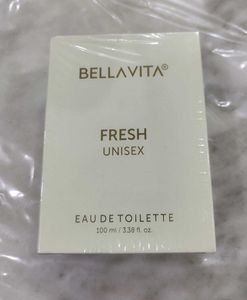 BELLAVITA®
FRESH
UNISEX
EAU DE TOILETTE
100 ml / 3.38 fl. oz.